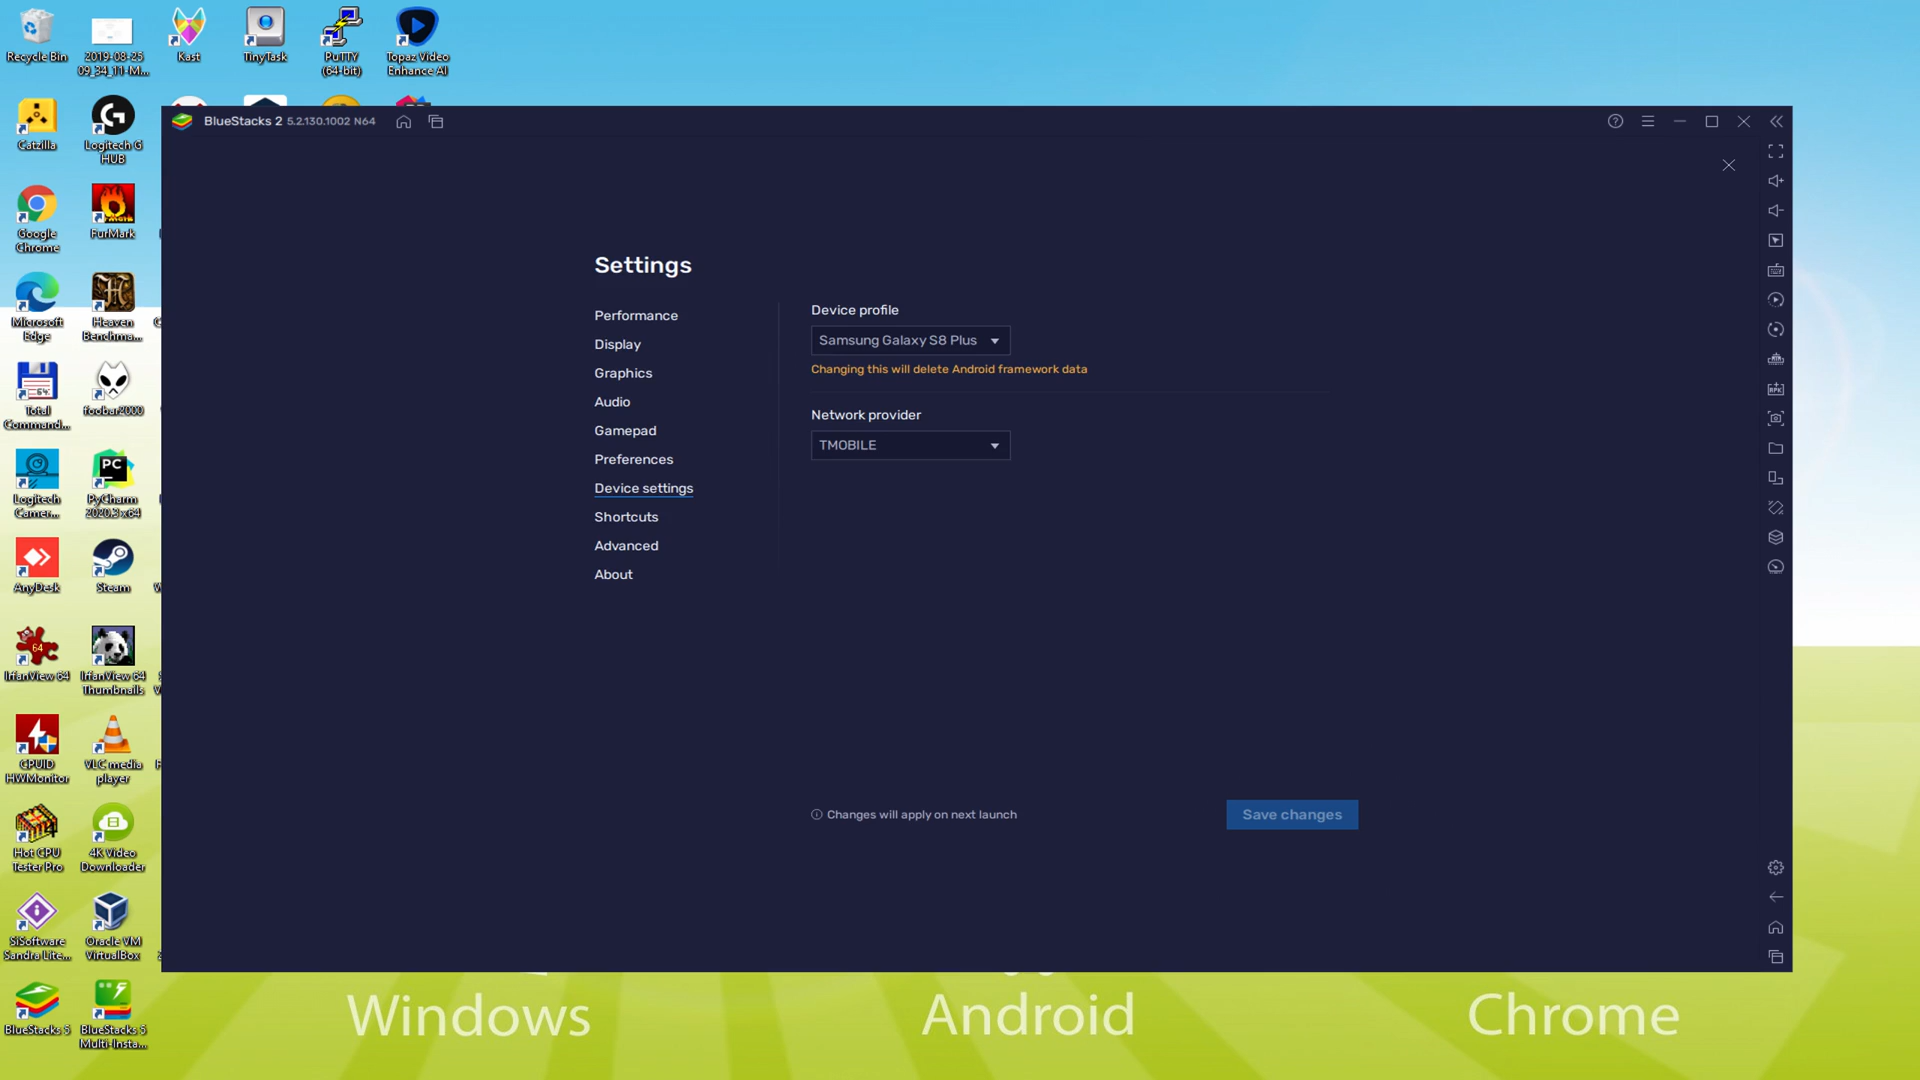 Recycle Bin
2019-08-25
09_34_11-M...
Kast
TinyTask
PuTTY
(64-bit)
Topaz Video
Enhance AI
Catzilla
Logitech G
HUB
Google
Chrome
FurMark
Microsoft
Edge
Heaven
Benchma...
Total
Command...
foobar2000
Logitech
Camer...
PyCharm
2020.3 x64
AnyDesk
Steam
IrfanView 64
IrfanView 64
Thumbnails
CPUID
HWMonitor
VLC media
player
Hot CPU
Tester Pro
4K Video
Downloader
SiSoftware
Sandra Lite...
Oracle VM
VirtualBox
BlueStacks 5
BlueStacks 5
Multi-Insta...
BlueStacks 2 5.2.130.1002 N64
Settings
Performance
Display
Graphics
Audio
Gamepad
Preferences
Device settings
Shortcuts
Advanced
About
Device profile
Samsung Galaxy S8 Plus
Changing this will delete Android framework data
Network provider
TMOBILE
Changes will apply on next launch
Save changes
Windows
Android
Chrome